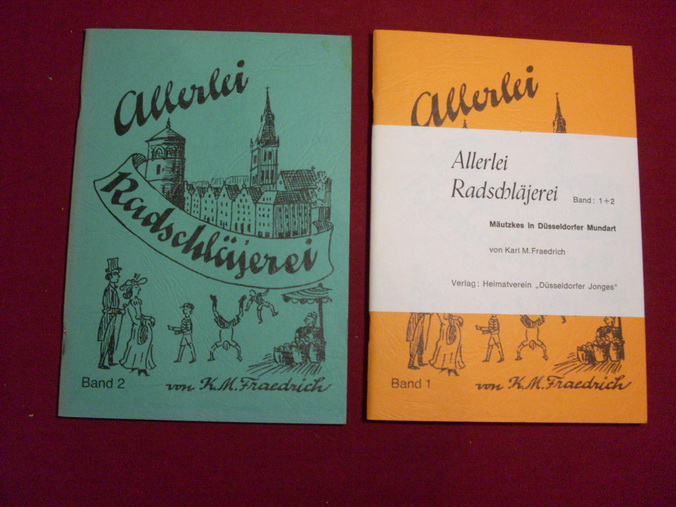 Allerlei
Radschläjerei
Band 2
von K.M. Fraedrich
Allerlei
Allerlei
Radschläjerei Band: 1+2
Mäutzkes in Düsseldorfer Mundart
von Karl M. Fraedrich
Verlag: Heimatverein „Düsseldorfer Jonges"
Band 1
von K.M. Fraedrich